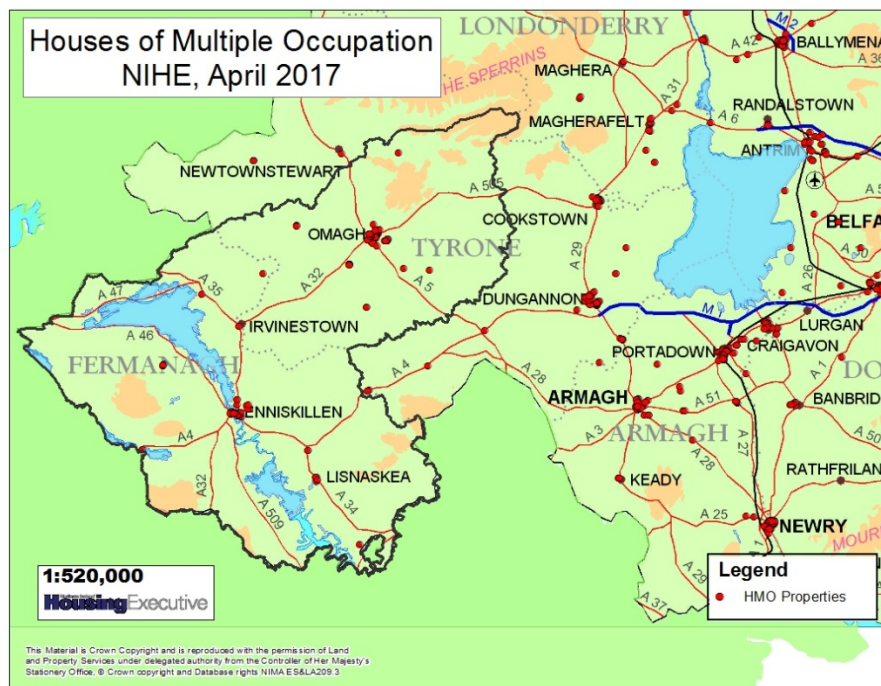 Houses of Multiple Occupation
NIHE, April 2017
LONDONDERRY
M 2
A 42
BALLYMENA
A 36
HE SPERRINS
MAGHERA
A 31
RANDALSTOWN
MAGHERAFELT
A 6
ANTRIM
NEWTOWNSTEWART
A 505
COOKSTOWN
A 5
BELFA
OMAGH
TYRONE
A 30
A 29
A 32
A 5
A 26
A 47
A 35
DUNGANNON
M 1
LURGAN
IRVINESTOWN
A 46
FERMANAGH
PORTADOWN
CRAIGAVON
A 4
A 28
A 1
DO
ENNISKILLEN
ARMAGH
A 51
BANBRID
A 4
A 3
ARMAGH
A 50
A 27
A32
LISNASKEA
KEADY
A 28
RATHFRILAN
A 34
A 509
A 25
NEWRY
MOUR
1:520,000
Housing Executive
A 29
A 37
Legend
HMO Properties
This Material is Crown Copyright and is reproduced with the permission of Land
and Property Services under delegated authority from the Controller of Her Majesty's
Stationery Office, © Crown copyright and Database rights NIMA ES&LA209.3